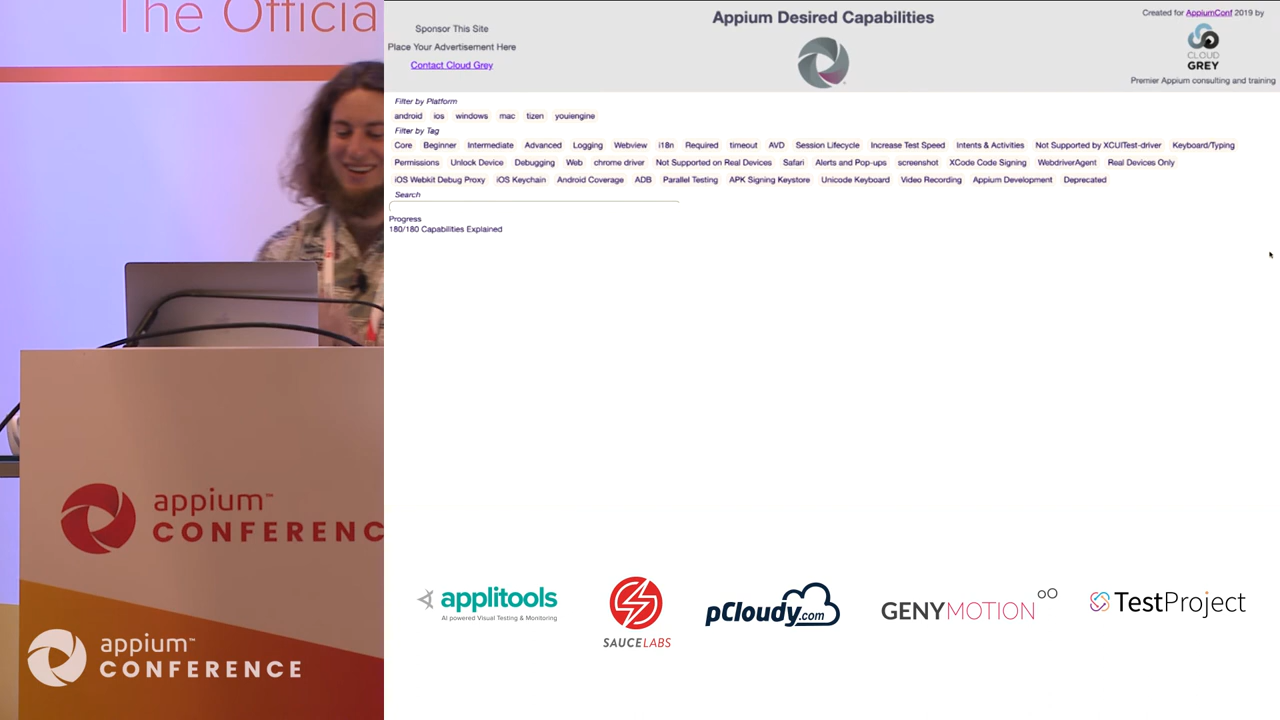 The Officia
appium™
CONFERENC
appium™
CONFERENCE
Sponsor This Site
Place Your Advertisement Here
Contact Cloud Grey
Appium Desired Capabilities
Created for AppiumConf 2019 by
CLOUD
GREY
Premier Appium consulting and training
Filter by Platform
android ios windows mac tizen youiengine
Filter by Tag
Core Beginner Intermediate Advanced Logging Webview i18n Required timeout AVD Session Lifecycle Increase Test Speed Intents & Activities Not Supported by XCUITest-driver Keyboard/Typing
Permissions Unlock Device Debugging Web chrome driver Not Supported on Real Devices Safari Alerts and Pop-ups screenshot XCode Code Signing WebdriverAgent Real Devices Only
iOS Webkit Debug Proxy iOS Keychain Android Coverage ADB Parallel Testing APK Signing Keystore Unicode Keyboard Video Recording Appium Development Deprecated
Search
Progress
180/180 Capabilities Explained
applitools
AI powered Visual Testing & Monitoring
SAUCELABS
pCloudy.com
GENYMOTION
TestProject